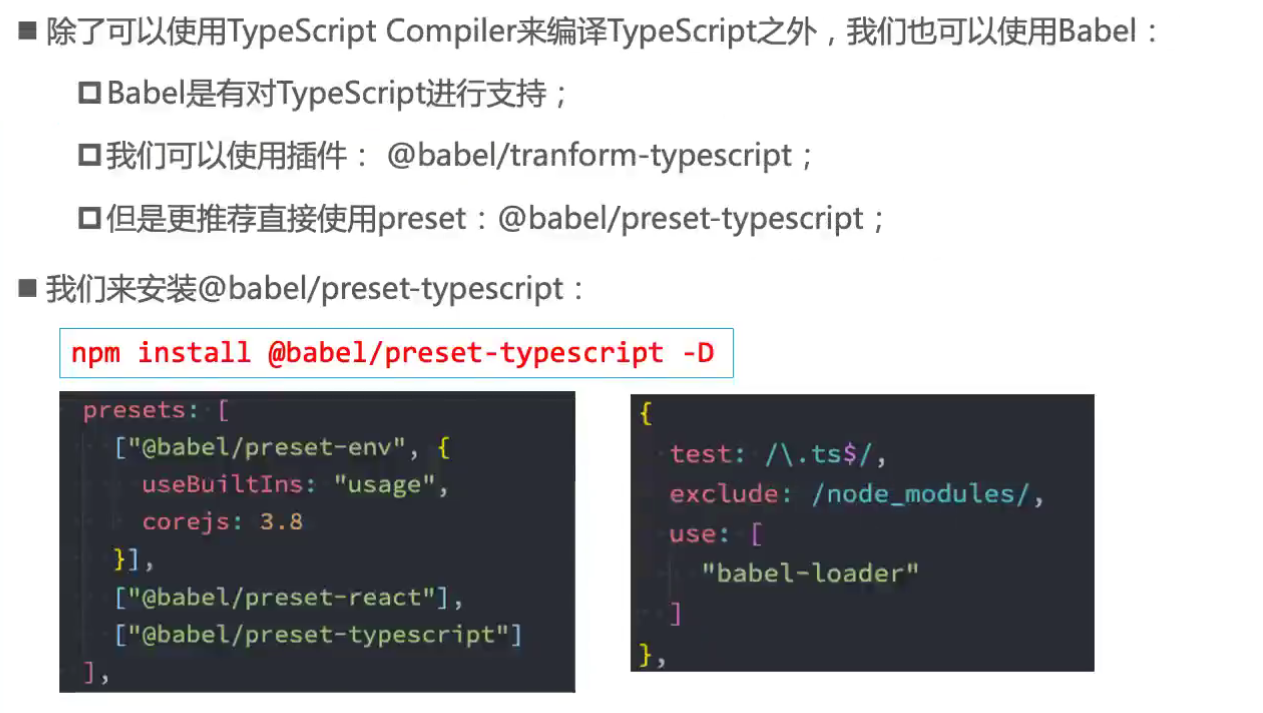 除了可以使用TypeScript Compiler来编译TypeScript之外，我们也可以使用Babel：
Babel是有对TypeScript进行支持；
我们可以使用插件： @babel/tranform-typescript；
但是更推荐直接使用preset：@babel/preset-typescript；
我们来安装@babel/preset-typescript：
npm install @babel/preset-typescript -D
presets: [
["@babel/preset-env", {
useBuiltIns: "usage",
corejs: 3.8
}],
["@babel/preset-react"],
["@babel/preset-typescript"]
],
{
test: /\.ts$/,
exclude: /node_modules/,
use: [
"babel-loader"
]
},